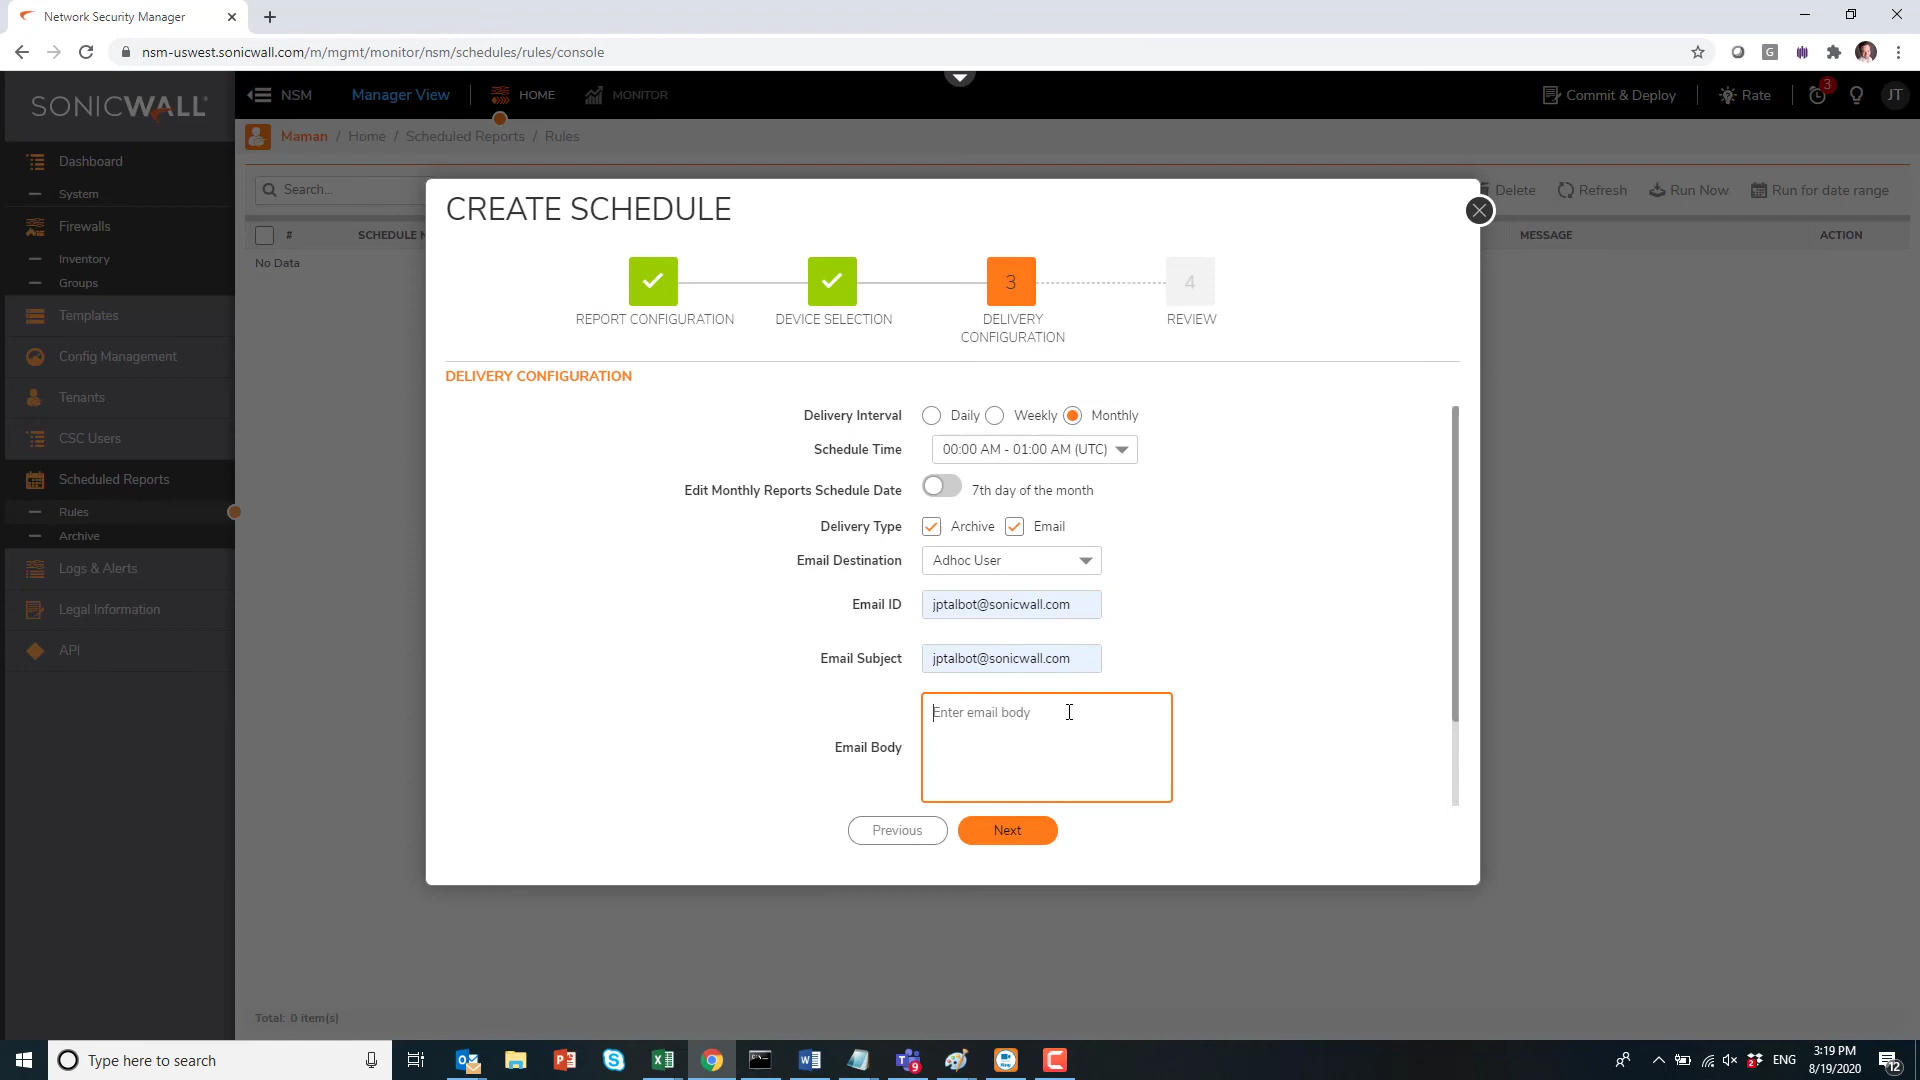 Network Security Manager
nsm-uswest.sonicwall.com/m/mgmt/monitor/nsm/schedules/rules/console
G
SONICWALL
NSM
Manager View
HOME
MONITOR
Commit & Deploy
Rate
3
JT
Maman / Home / Scheduled Reports / Rules
Dashboard
System
Firewalls
Inventory
Groups
Templates
Config Management
Tenants
CSC Users
Scheduled Reports
Rules
Archive
Logs & Alerts
Legal Information
API
Search...
Delete
Refresh
Run Now
Run for date range
#
SCHEDULE N
MESSAGE
ACTION
No Data
CREATE SCHEDULE
3
4
REPORT CONFIGURATION
DEVICE SELECTION
DELIVERY
CONFIGURATION
REVIEW
DELIVERY CONFIGURATION
Delivery Interval Daily Weekly Monthly
Schedule Time 00:00 AM - 01:00 AM (UTC)
Edit Monthly Reports Schedule Date 7th day of the month
Delivery Type Archive Email
Email Destination Adhoc User
Email ID jptalbot@sonicwall.com
Email Subject jptalbot@sonicwall.com
Enter email body
Email Body
Previous
Next
Total: 0 item(s)
Type here to search
9
ENG
3:19 PM
8/19/2020
12